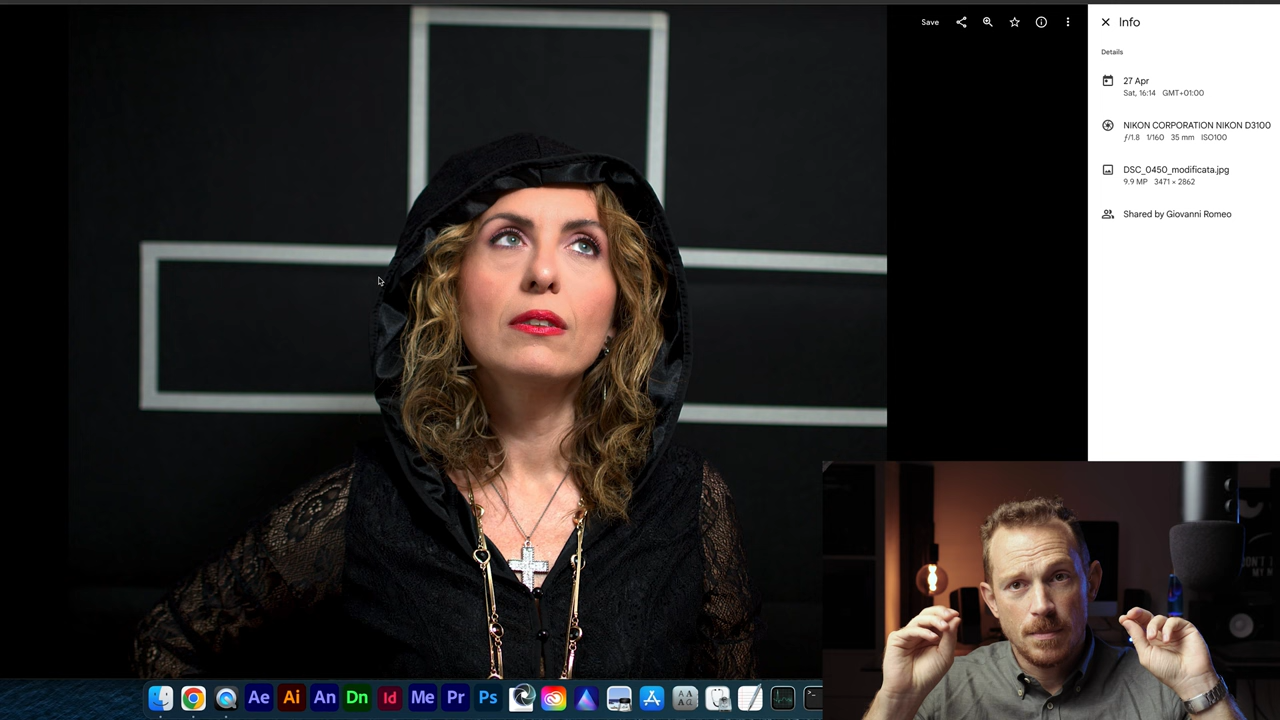 Save
Info
Details
27 Apr
Sat, 16:14 GMT+01:00
NIKON CORPORATION NIKON D3100
ƒ/1.8 1/160 35 mm ISO100
DSC_0450_modificata.jpg
9.9 MP 3471 × 2862
Shared by Giovanni Romeo
Ae Ai An Dn Id Me Pr Ps